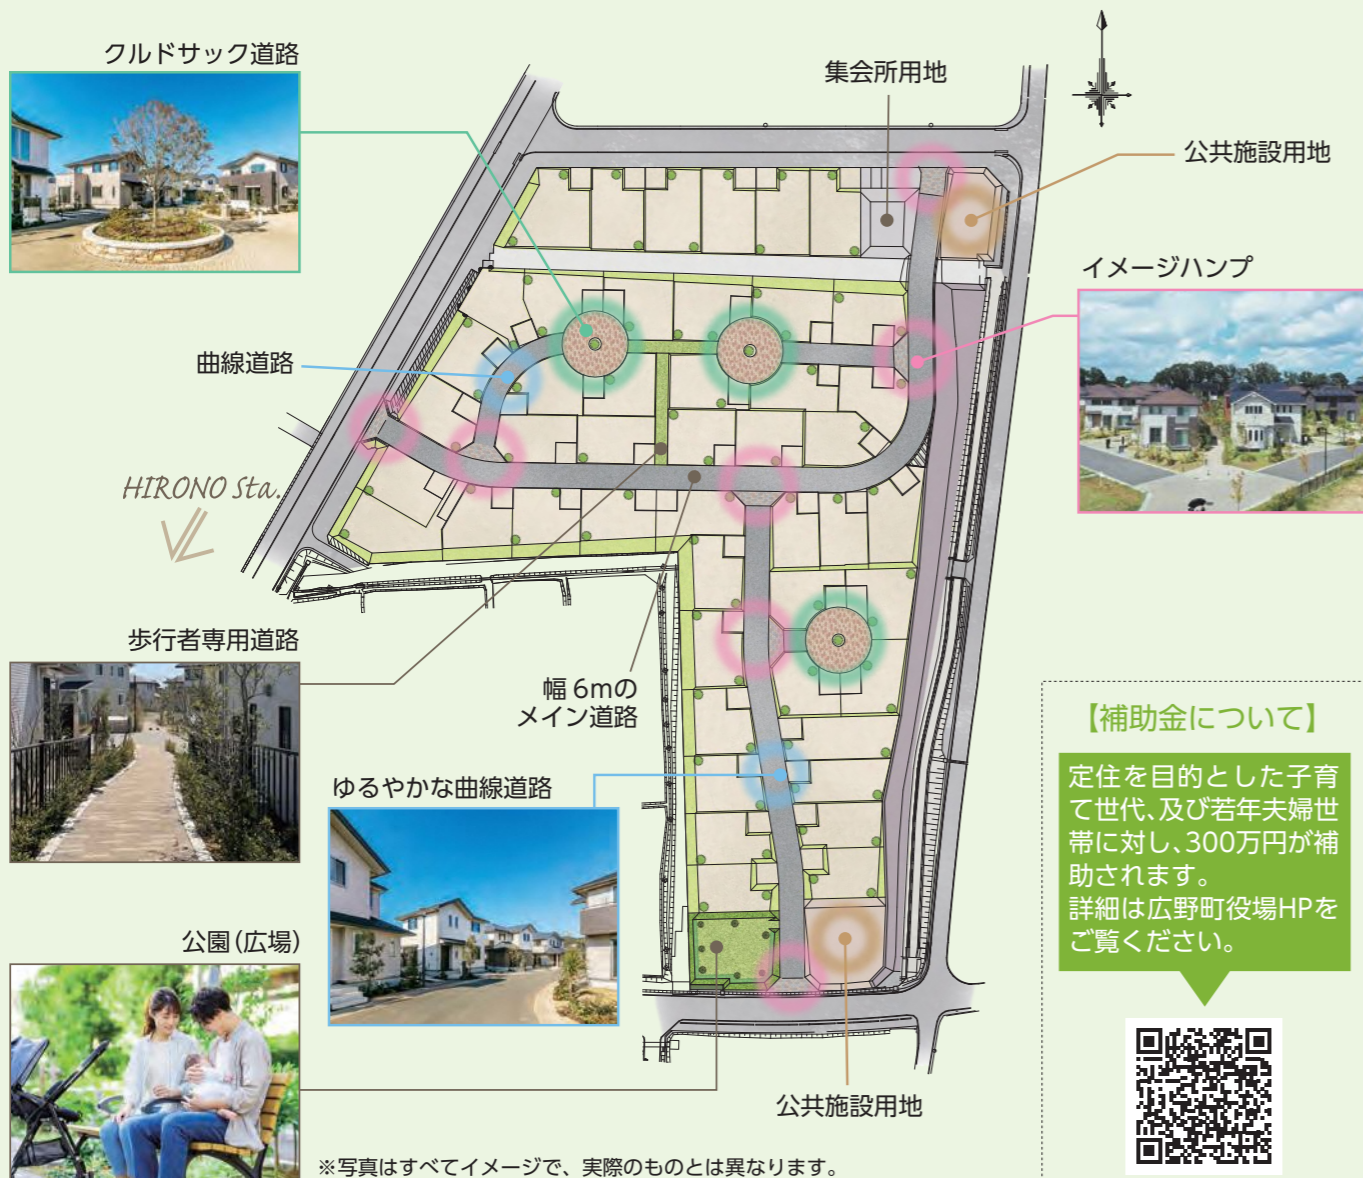 クルドサック道路
集会所用地
公共施設用地
イメージハンプ
曲線道路
HIRONO Sta.
歩行者専用道路
幅6mの
メイン道路
ゆるやかな曲線道路
公園(広場)
公共施設用地
※写真はすべてイメージで、実際のものとは異なります。
【補助金について】
定住を目的とした子育
て世代、及び若年夫婦世
帯に対し、300万円が補
助されます。
詳細は広野町役場HPを
ご覧ください。